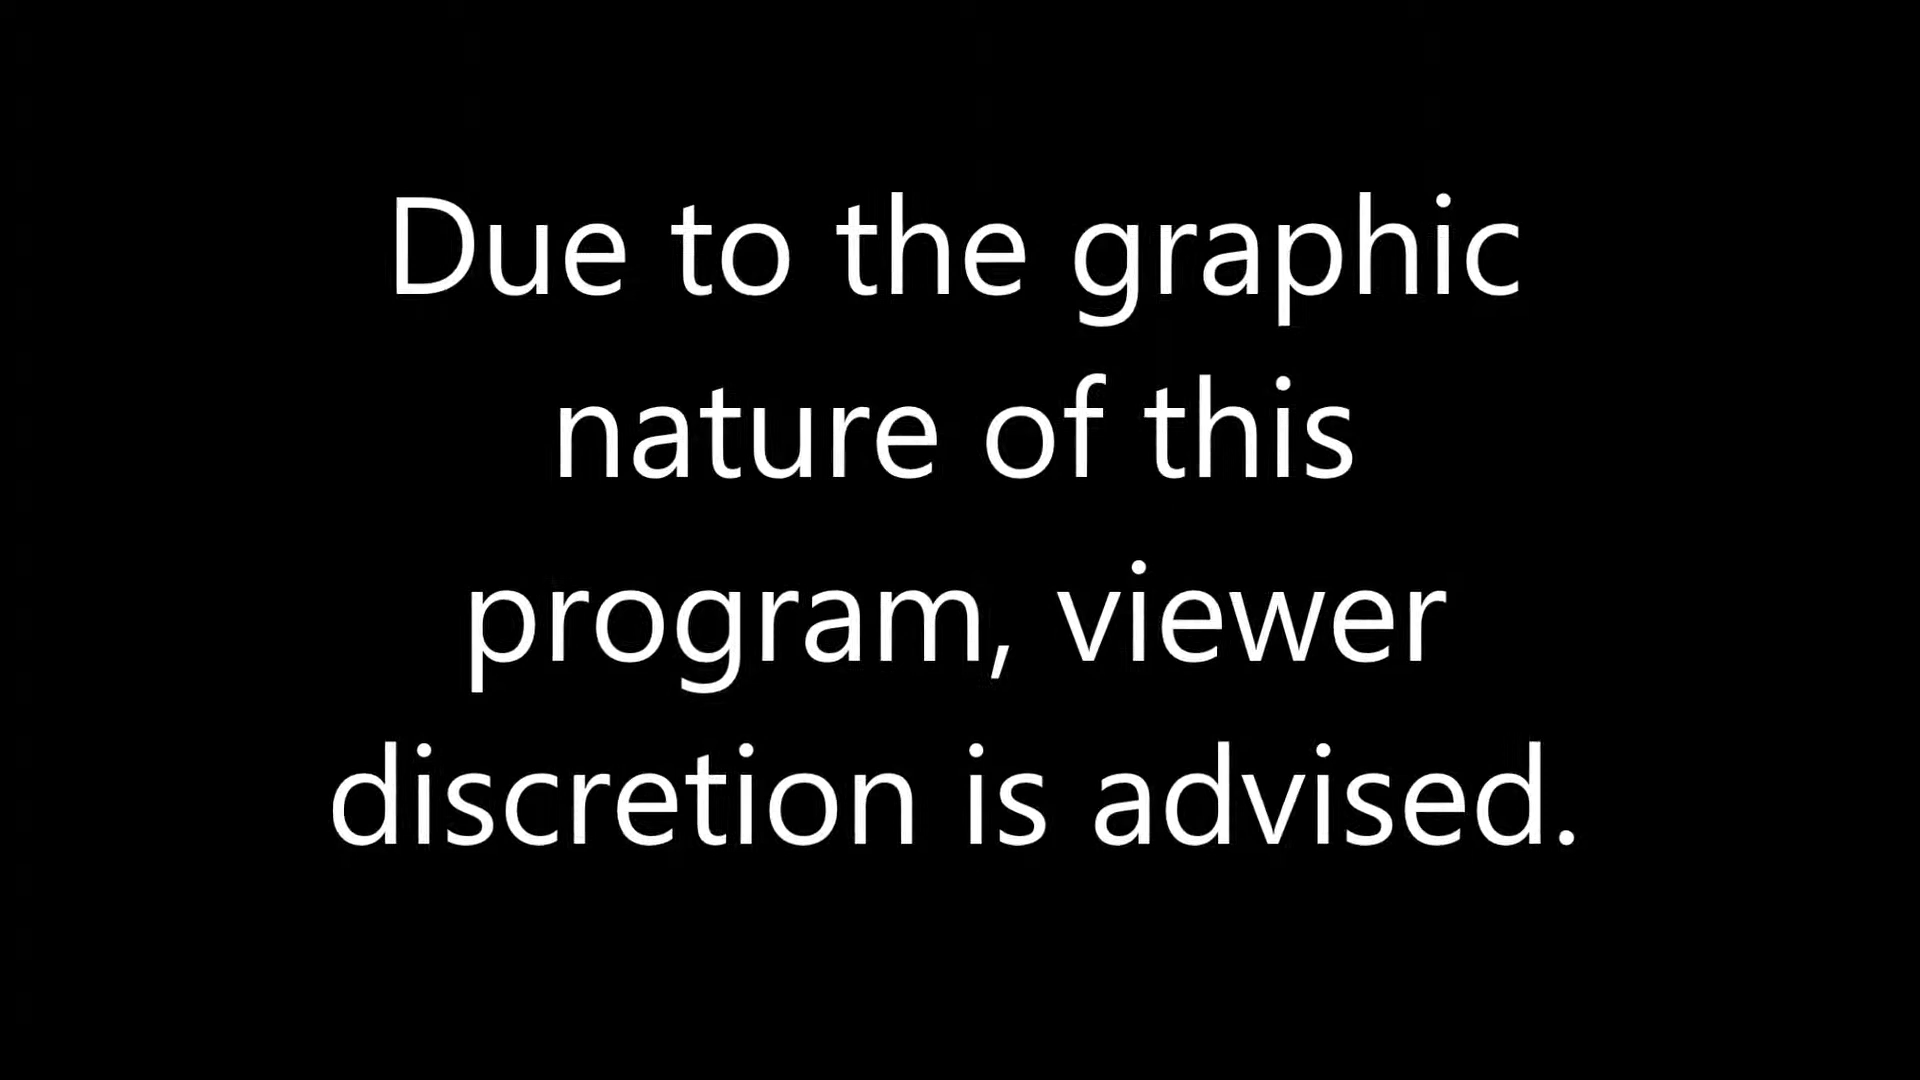 Due to the graphic
nature of this
program, viewer
discretion is advised.